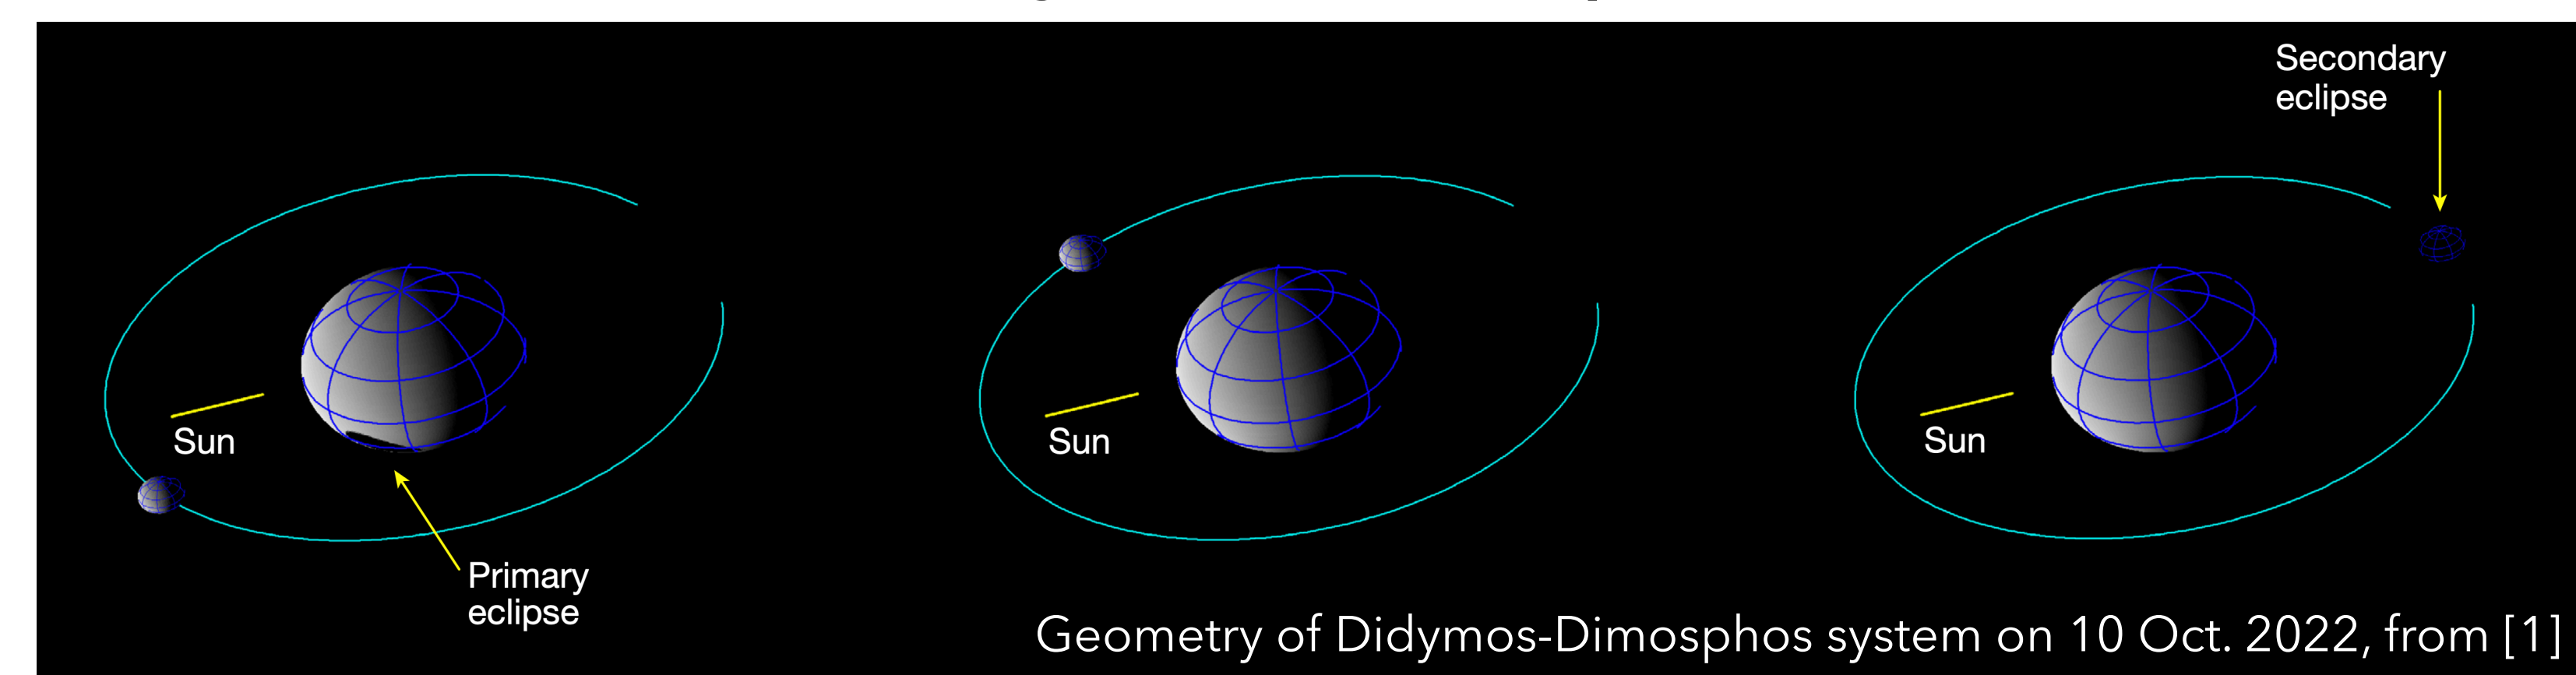 Sun
Primary
eclipse
Sun
Secondary
eclipse
Sun
Geometry of Didymos-Dimosphos system on 10 Oct. 2022, from [1]